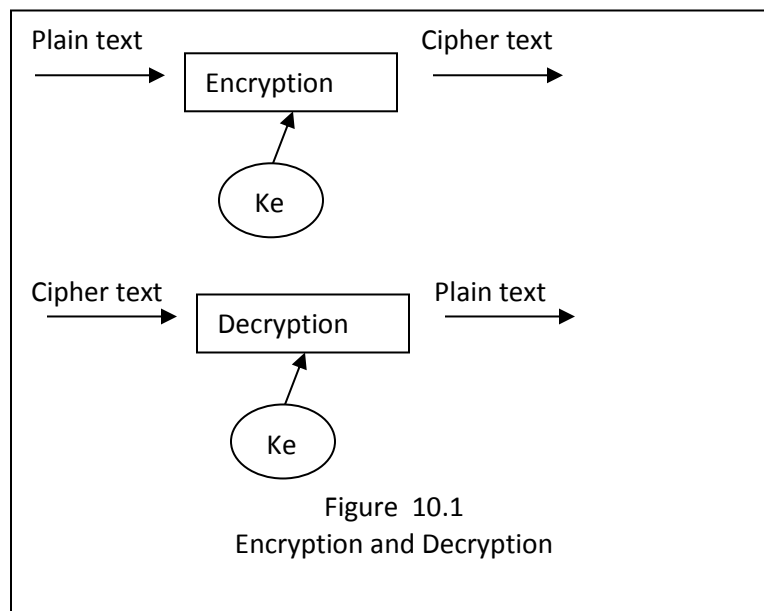 Plain text
Cipher text
Encryption
Ke
Cipher text
Plain text
Decryption
Ke
Figure 10.1
Encryption and Decryption